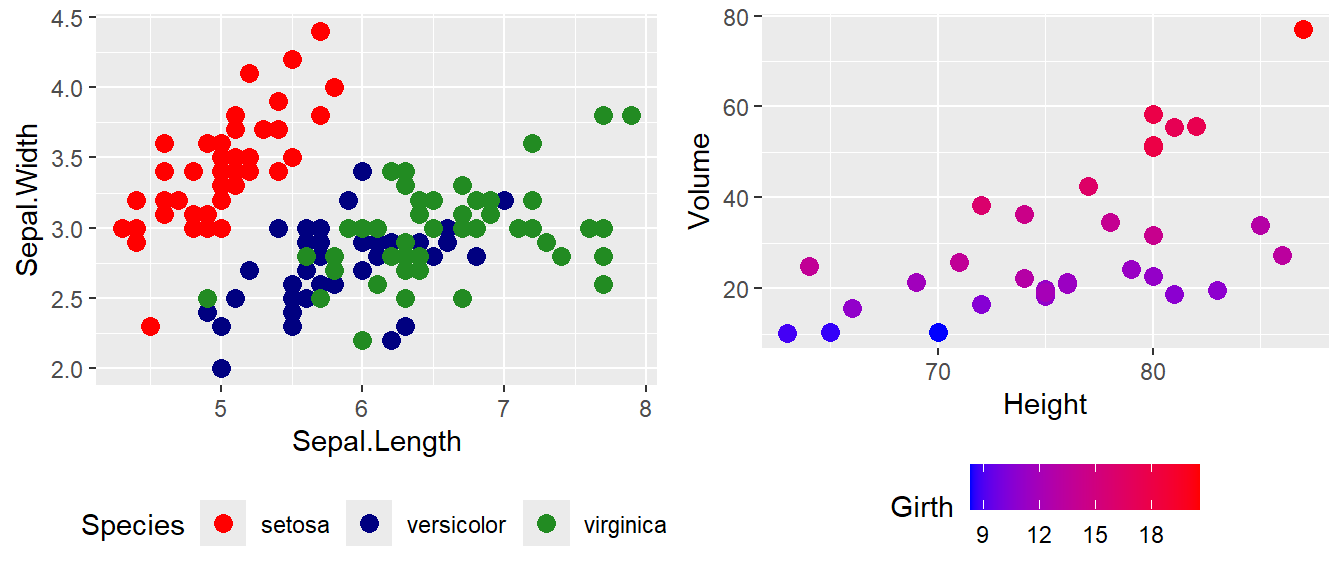 4.5
4.0
3.5
3.0
2.5
2.0
Sepal.Width
5 6 7 8
Sepal.Length
Species setosa versicolor virginica
80
60
40
20
Volume
70 80
Height
Girth
9 12 15 18